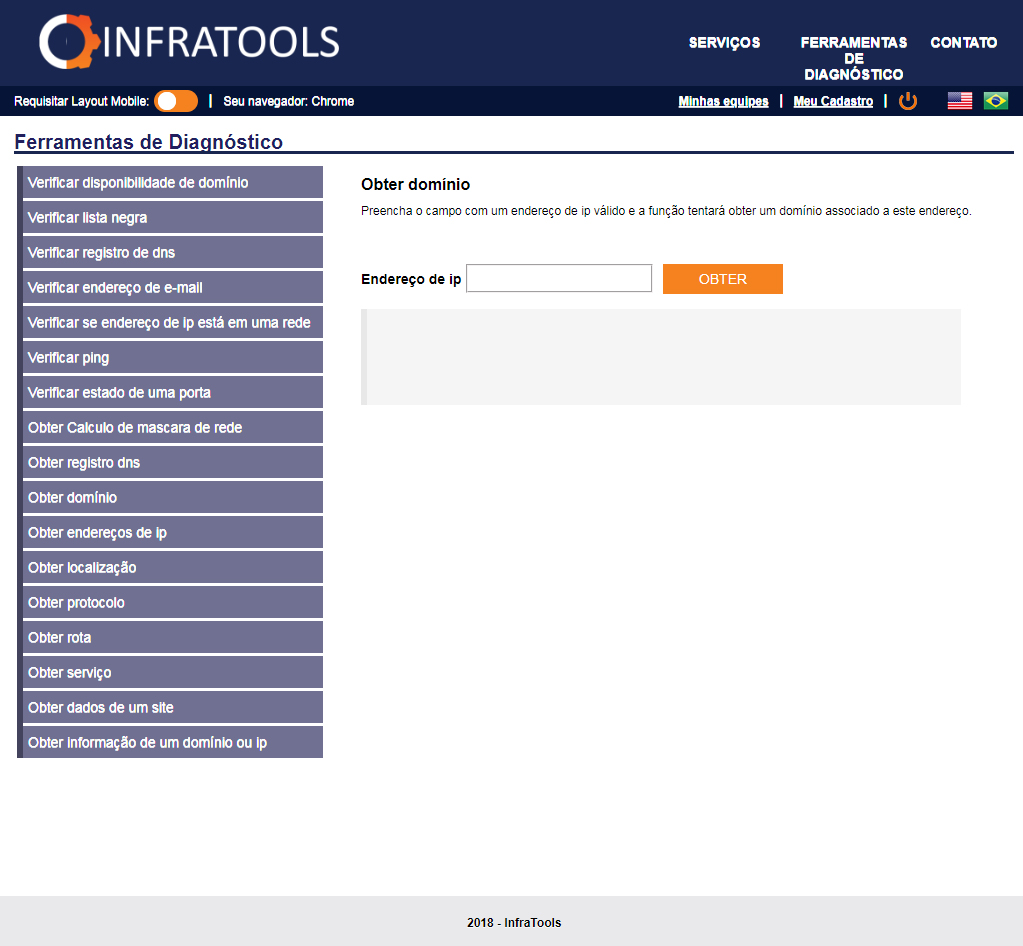 INFRATOOLS
SERVIÇOS
FERRAMENTAS
DE
DIAGNÓSTICO
CONTATO
Requisitar Layout Mobile:
| Seu navegador: Chrome
Minhas equipes | Meu Cadastro |
Ferramentas de Diagnóstico
Verificar disponibilidade de domínio
Verificar lista negra
Verificar registro de dns
Verificar endereço de e-mail
Verificar se endereço de ip está em uma rede
Verificar ping
Verificar estado de uma porta
Obter Calculo de mascara de rede
Obter registro dns
Obter domínio
Obter endereços de ip
Obter localização
Obter protocolo
Obter rota
Obter serviço
Obter dados de um site
Obter informação de um domínio ou ip
Obter domínio
Preencha o campo com um endereço de ip válido e a função tentará obter um domínio associado a este endereço.
Endereço de ip
OBTER
2018 - InfraTools